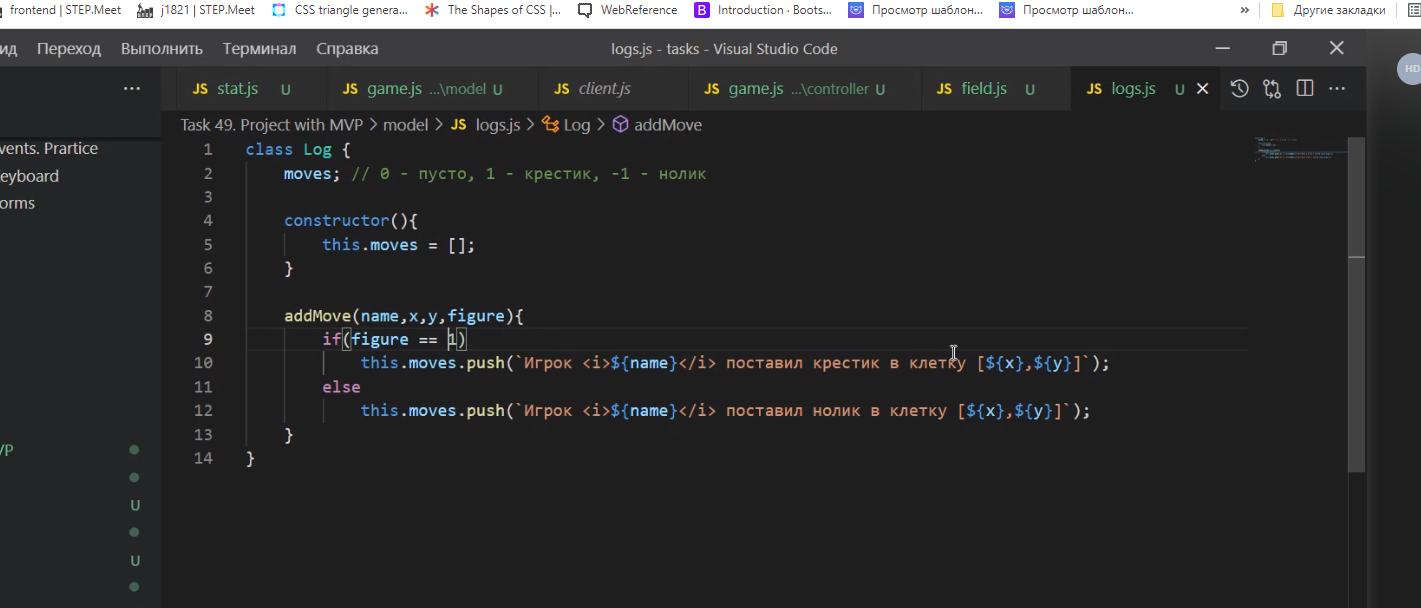 frontend | STEP.Meet j1821 | STEP.Meet CSS triangle genera... The Shapes of CSS |... WebReference Introduction · Boots... Просмотр шаблон... Просмотр шаблон... » Другие закладки
ид Переход Выполнить Терминал Справка logs.js - tasks - Visual Studio Code
HD
JS stat.js U JS game.js ...\model U JS client.js JS game.js ...\controller U JS field.js U JS logs.js U
Task 49. Project with MVP > model > JS logs.js > Log > addMove
vents. Prartice
eyboard
orms
VP
U
U
1 class Log {
2 moves; // 0 - пусто, 1 - крестик, -1 - нолик
3
4 constructor(){
5 this.moves = [];
6 }
7
8 addMove(name,x,y,figure){
9 if(figure == 1)
10 this.moves.push(`Игрок <i>${name}</i> поставил крестик в клетку [${x},${y}]`);
11 else
12 this.moves.push(`Игрок <i>${name}</i> поставил нолик в клетку [${x},${y}]`);
13 }
14 }